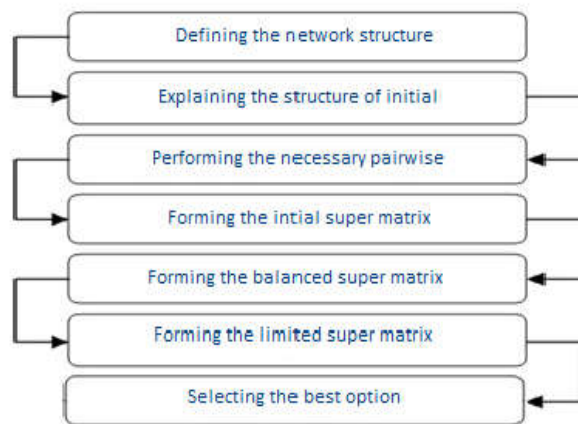 Defining the network structure
Explaining the structure of initial
Performing the necessary pairwise
Forming the intial super matrix
Forming the balanced super matrix
Forming the limited super matrix
Selecting the best option